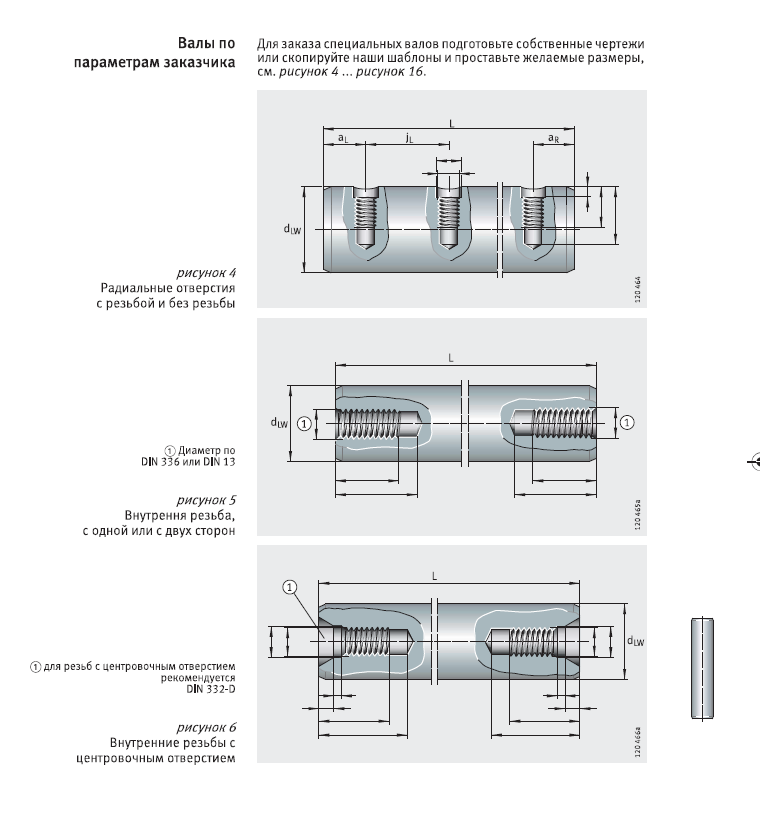 Валы по
параметрам заказчика
Для заказа специальных валов подготовьте собственные чертежи
или скопируйте наши шаблоны и проставьте желаемые размеры,
см. рисунок 4 ... рисунок 16.
L
aL
jL
aR
dLW
120 464
рисунок 4
Радиальные отверстия
с резьбой и без резьбы
L
dLW
1
1
120 465a
① Диаметр по
DIN 336 или DIN 13
рисунок 5
Внутрення резьба,
с одной или с двух сторон
L
1
dLW
120 466a
① для резьб с центровочным отверстием
рекомендуется
DIN 332-D
рисунок 6
Внутренние резьбы с
центровочным отверстием